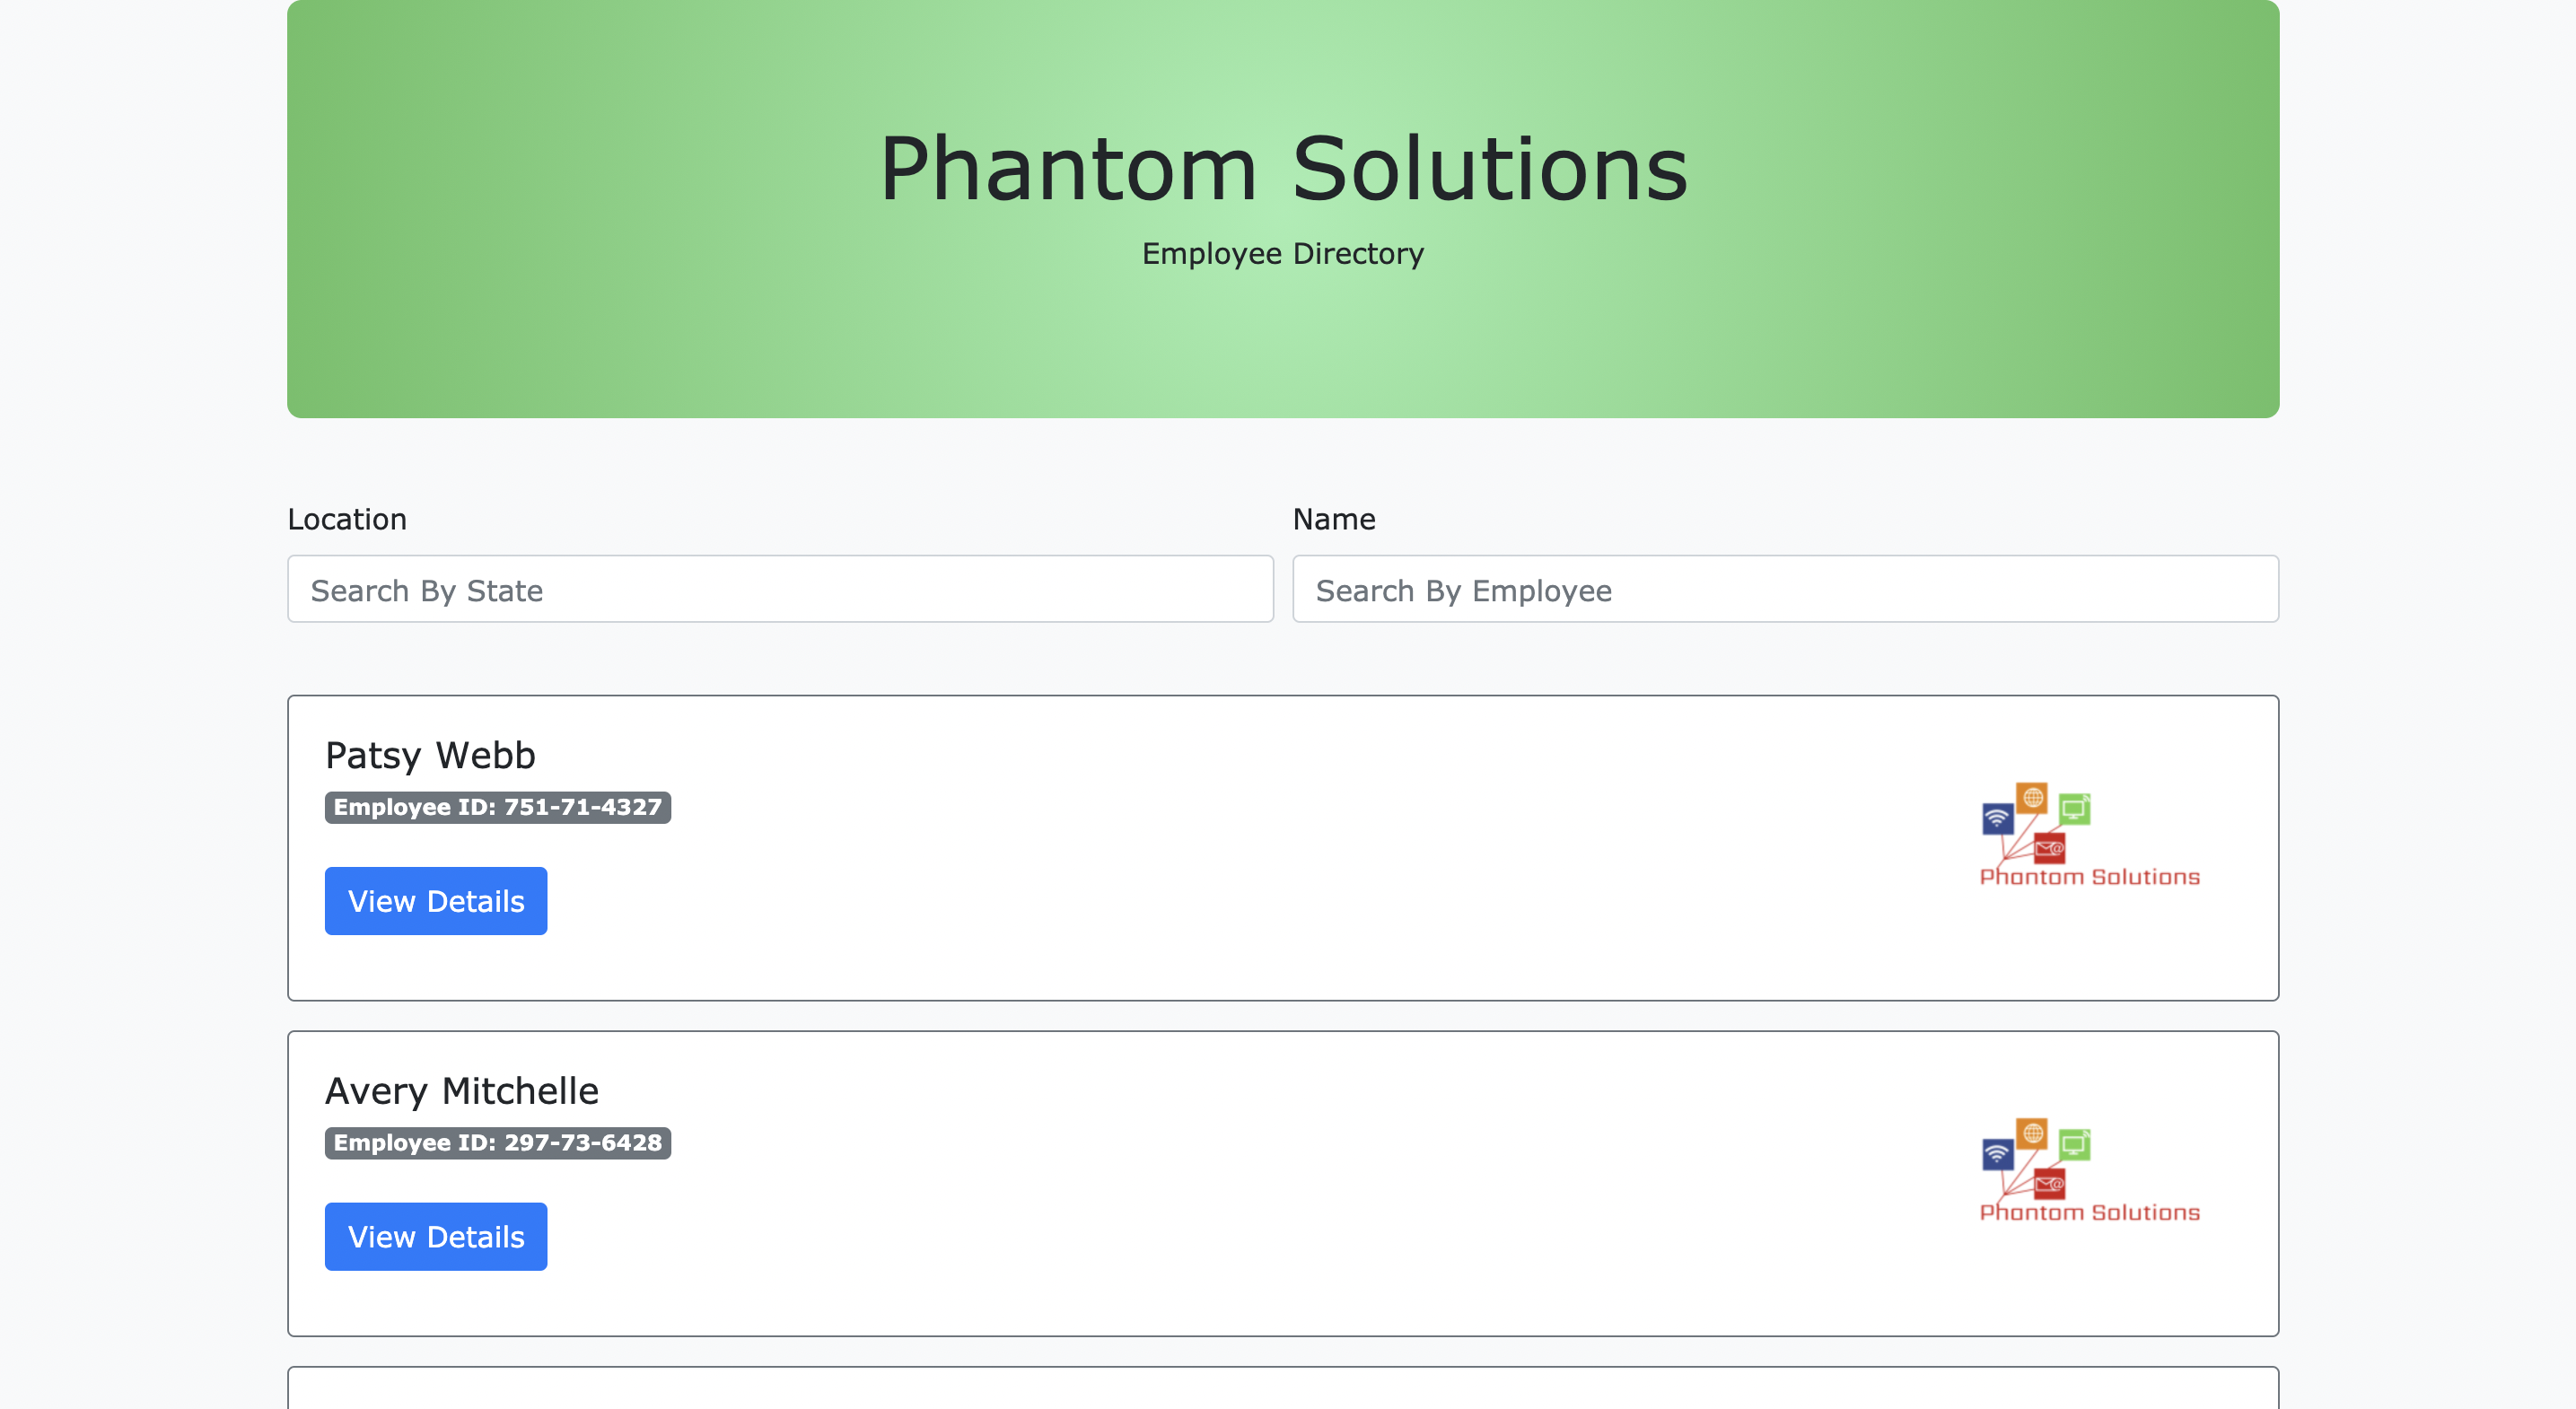 Phantom Solutions
Employee Directory
Location
Name
Search By State
Search By Employee
Patsy Webb
Employee ID: 751-71-4327
View Details
Phantom Solutions
Avery Mitchelle
Employee ID: 297-73-6428
View Details
Phantom Solutions